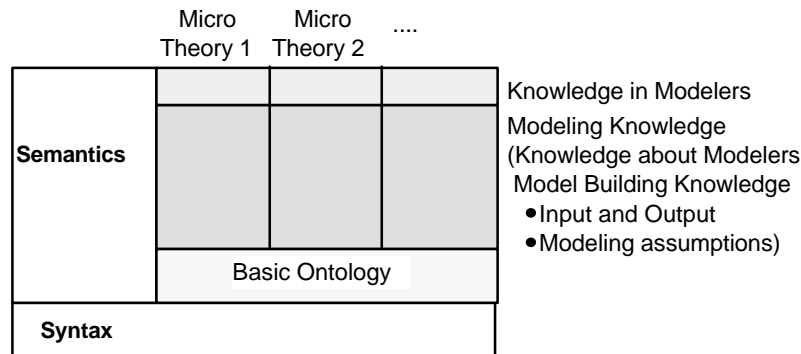 Micro Theory 1
Micro Theory 2
....
Semantics
Knowledge in Modelers
Modeling Knowledge
(Knowledge about Modelers
Model Building Knowledge
•Input and Output
•Modeling assumptions)
Basic Ontology
Syntax